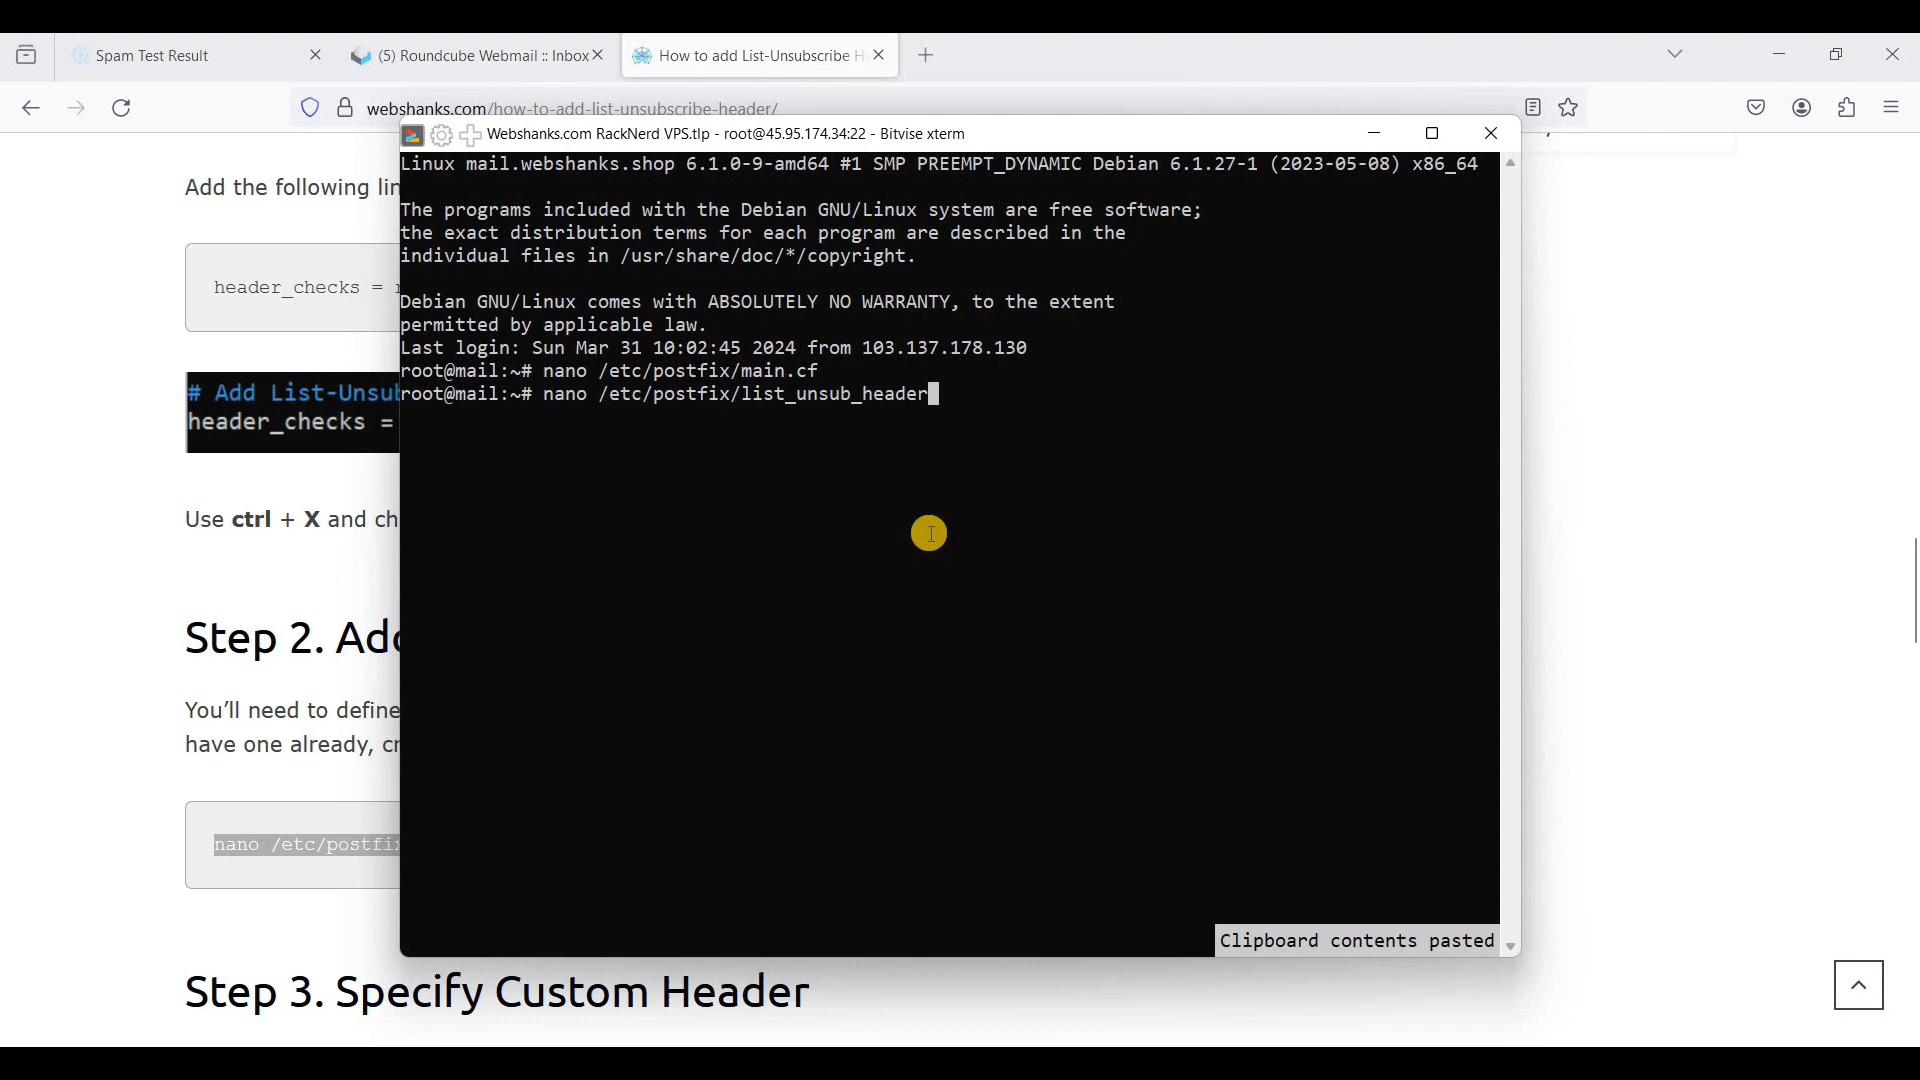 Spam Test Result
(5) Roundcube Webmail :: Inbox
How to add List-Unsubscribe H
webshanks.com/how-to-add-list-unsubscribe-header/
Webshanks.com RackNerd VPS.tlp - root@45.95.174.34:22 - Bitvise xterm
Linux mail.webshanks.shop 6.1.0-9-amd64 #1 SMP PREEMPT_DYNAMIC Debian 6.1.27-1 (2023-05-08) x86_64
The programs included with the Debian GNU/Linux system are free software;
the exact distribution terms for each program are described in the
individual files in /usr/share/doc/*/copyright.
Debian GNU/Linux comes with ABSOLUTELY NO WARRANTY, to the extent
permitted by applicable law.
Last login: Sun Mar 31 10:02:45 2024 from 103.137.178.130
root@mail:~# nano /etc/postfix/main.cf
root@mail:~# nano /etc/postfix/list_unsub_header
Clipboard contents pasted
Add the following lin
header_checks = r
# Add List-Unsub
header_checks =
Use ctrl + X and ch
Step 2. Add
You'll need to define
have one already, cr
nano /etc/postfix
Step 3. Specify Custom Header